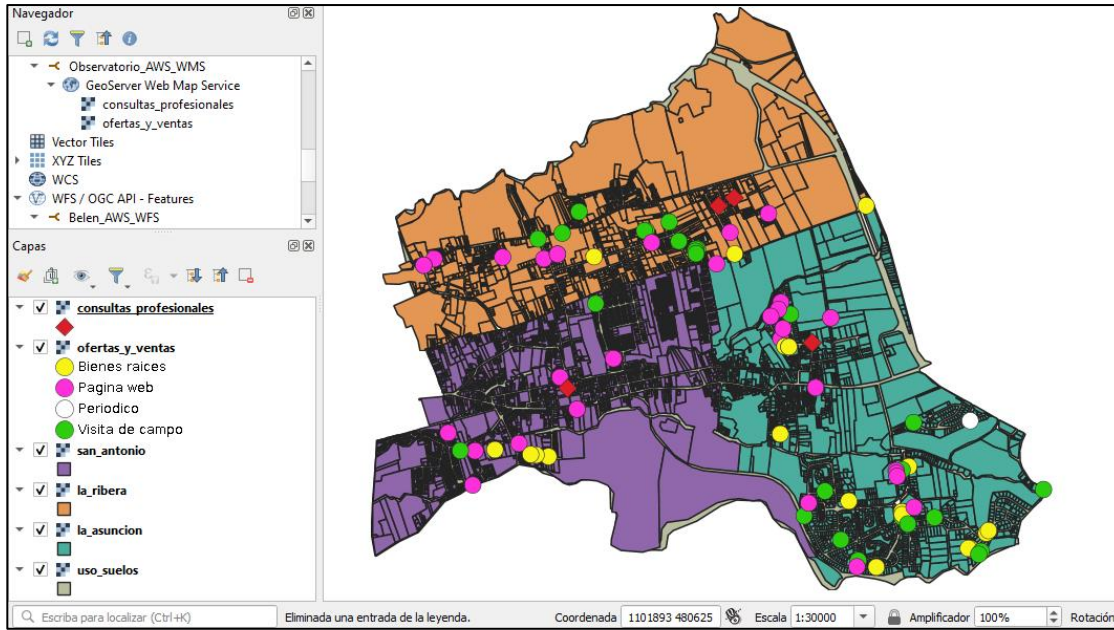 Navegador
Observatorio_AWS_WMS
GeoServer Web Map Service
consultas_profesionales
ofertas_y_ventas
Vector Tiles
XYZ Tiles
WCS
WFS / OGC API - Features
Belen_AWS_WFS
Capas
consultas_profesionales
ofertas_y_ventas
Bienes raices
Pagina web
Periodico
Visita de campo
san_antonio
la_ribera
la_asuncion
uso_suelos
Escriba para localizar (Ctrl+K)
Eliminada una entrada de la leyenda.
Coordenada 1101893 480625
Escala 1:30000
Amplificador 100%
Rotación